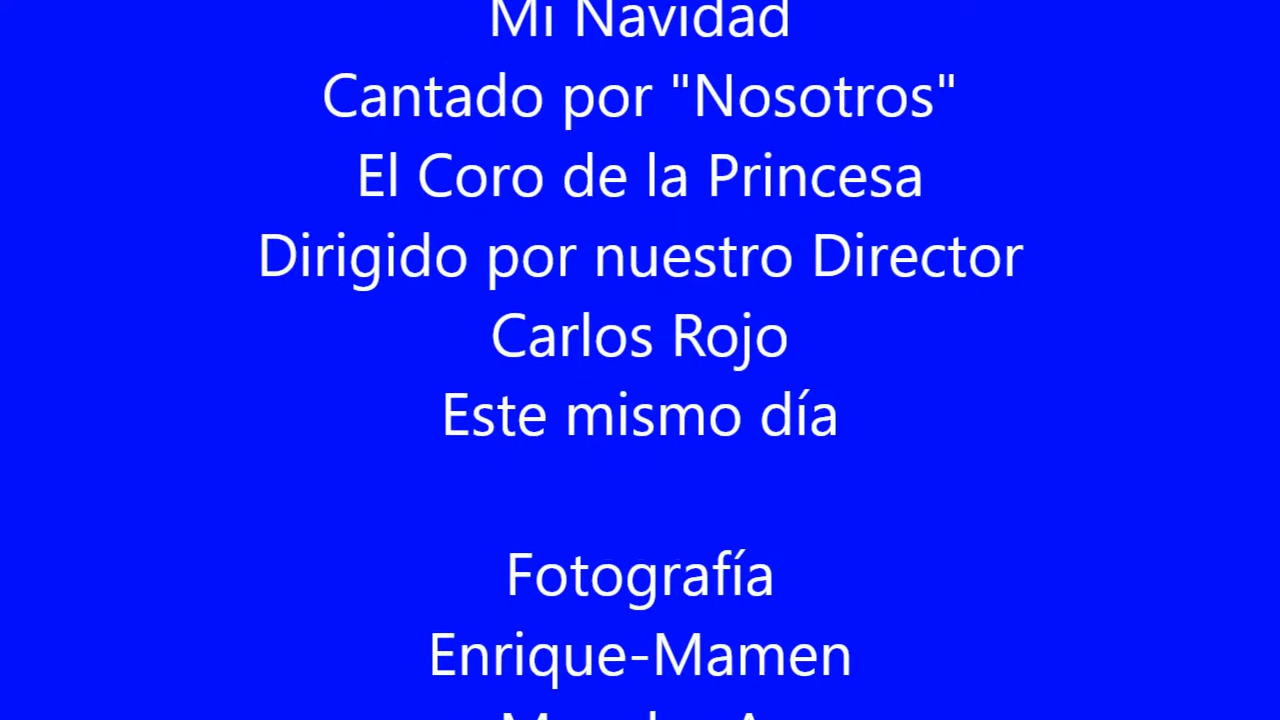 Mi Navidad
Cantado por "Nosotros"
El Coro de la Princesa
Dirigido por nuestro Director
Carlos Rojo
Este mismo día
Fotografía
Enrique-Mamen